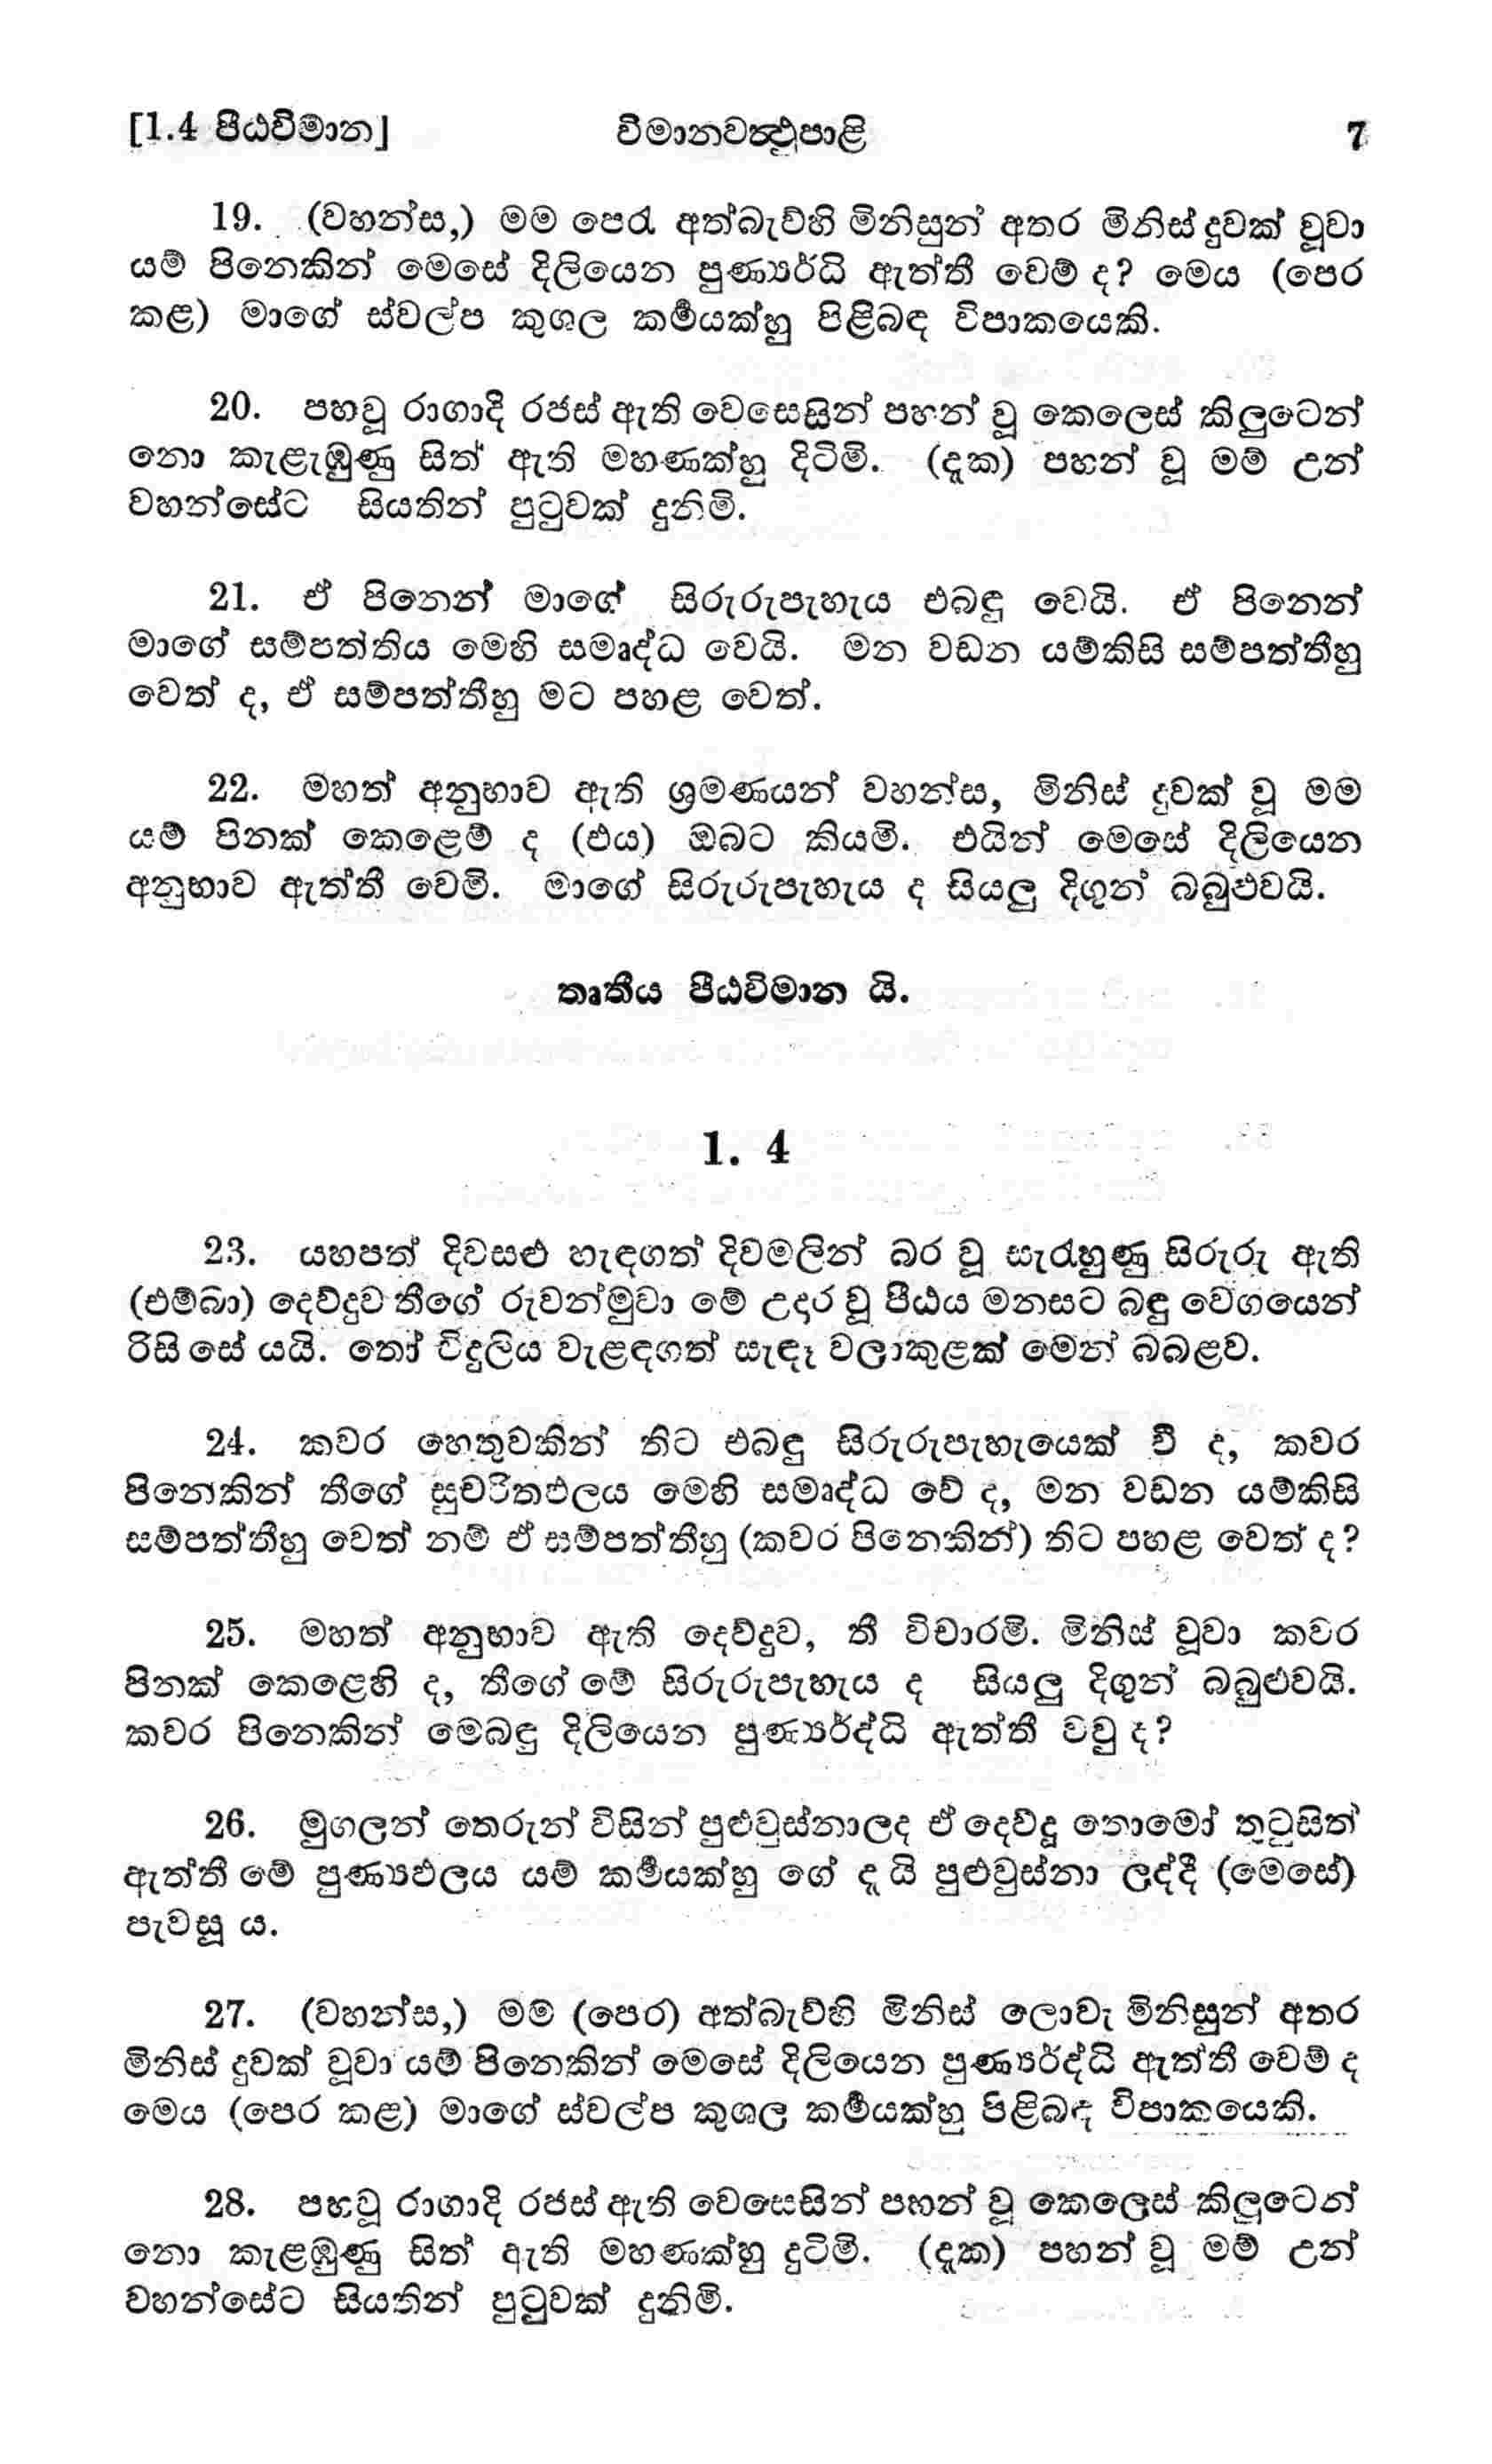 [1.4 පීඨවිමාන] විමානවත්‍ථුපාළි 7
19. (වහන්ස,) මම පෙරැ අත්බැව්හි මිනිසුන් අතර මිනිස් දුවක් වූවා
යම් පිනෙකින් මෙසේ දිලියෙන පුණ්‍යර්ධි ඇත්තී වෙම් ද? මෙය (පෙර
කළ) මාගේ ස්වල්ප කුශල කර්‍මයක්හු පිළිබඳ විපාකයෙකි.
20. පහවූ රාගාදි රජස් ඇති වෙසෙසින් පහන් වූ කෙලෙස් කිලුටෙන්
නො කැළැඹුණු සිත් ඇති මහණක්හු දිටිමි. (දැක) පහන් වූ මම් උන්
වහන්සේට සියතින් පුටුවක් දුනිමි.
21. ඒ පිනෙන් මාගේ සිරුරුපැහැය එබඳු වෙයි. ඒ පිනෙන්
මාගේ සම්පත්තිය මෙහි සමෘද්ධ වෙයි. මන වඩන යම්කිසි සම්පත්තීහු
වෙත් ද, ඒ සම්පත්තීහු මට පහළ වෙත්.
22. මහත් අනුභාව ඇති ශ්‍රමණයන් වහන්ස, මිනිස් දුවක් වූ මම
යම් පිනක් කෙළෙම් ද (එය) ඔබට කියමි. එයින් මෙසේ දිලියෙන
අනුභාව ඇත්තී වෙමි. මාගේ සිරුරුපැහැය ද සියලු දිගුන් බබුළුවයි.
තෘතීය පීඨවිමාන යි.
1. 4
23. යහපත් දිවසළු හැඳගත් දිවමලින් බර වූ සැරැහුණු සිරුරු ඇති
(එම්බා) දෙව්දුව තීගේ රුවන්මුවා මේ උදාර වූ පීඨය මනසට බඳු වෙගයෙන්
රිසි සේ යයි. තෝ විදුලිය වැළඳගත් සැඳෑ වලාකුළක් මෙන් බබළව.
24. කවර හෙතුවකින් තිට එබඳු සිරුරුපැහැයෙක් වී ද, කවර
පිනෙකින් තීගේ සුචරිතඵලය මෙහි සමෘද්ධ වේ ද, මන වඩන යම්කිසි
සම්පත්තීහු වෙත් නම් ඒ සම්පත්තීහු (කවර පිනෙකින්) තිට පහළ වෙත් ද?
25. මහත් අනුභාව ඇති දෙව්දුව, තී විචාරමි. මිනිස් වූවා කවර
පිනක් කෙළෙහි ද, තීගේ මේ සිරුරුපැහැය ද සියලු දිගුන් බබුළුවයි.
කවර පිනෙකින් මෙබඳු දිලියෙන පුණ්‍යර්ද්ධි ඇත්තී වවු ද?
26. මුගලන් තෙරුන් විසින් පුළුවුස්නාලද ඒ දෙව්දූ තොමෝ තුටුසිත්
ඇත්තී මේ පුණ්‍යඵලය යම් කර්‍මයක්හු ගේ දැ යි පුළුවුස්නා ලද්දී (මෙසේ)
පැවසූ ය.
27. (වහන්ස,) මම (පෙර) අත්බැව්හි මිනිස් ලොවැ මිනිසුන් අතර
මිනිස් දුවක් වූවා යම් පිනෙකින් මෙසේ දිලියෙන පුණ්‍යර්ද්ධි ඇත්තී වෙම් ද
මෙය (පෙර කළ) මාගේ ස්වල්ප කුශල කර්‍මයක්හු පිළිබඳ විපාකයෙකි.
28. පහවූ රාගාදි රජස් ඇති වෙසෙසින් පහන් වූ කෙලෙස් කිලුටෙන්
නො කැළඹුණු සිත් ඇති මහණක්හු දුටිමි. (දැක) පහන් වූ මම් උන්
වහන්සේට සියතින් පුටුවක් දුනිමි.